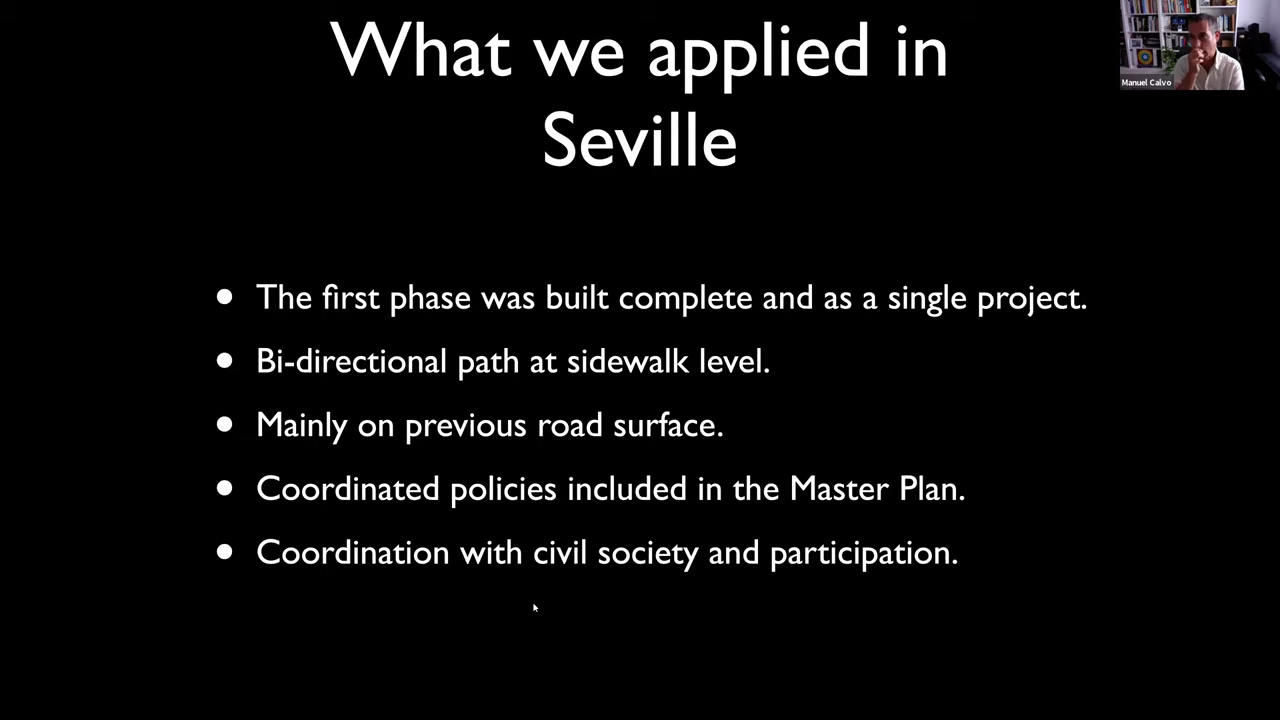 What we applied in
Seville
Manuel Calvo
• The first phase was built complete and as a single project.
• Bi-directional path at sidewalk level.
• Mainly on previous road surface.
• Coordinated policies included in the Master Plan.
• Coordination with civil society and participation.